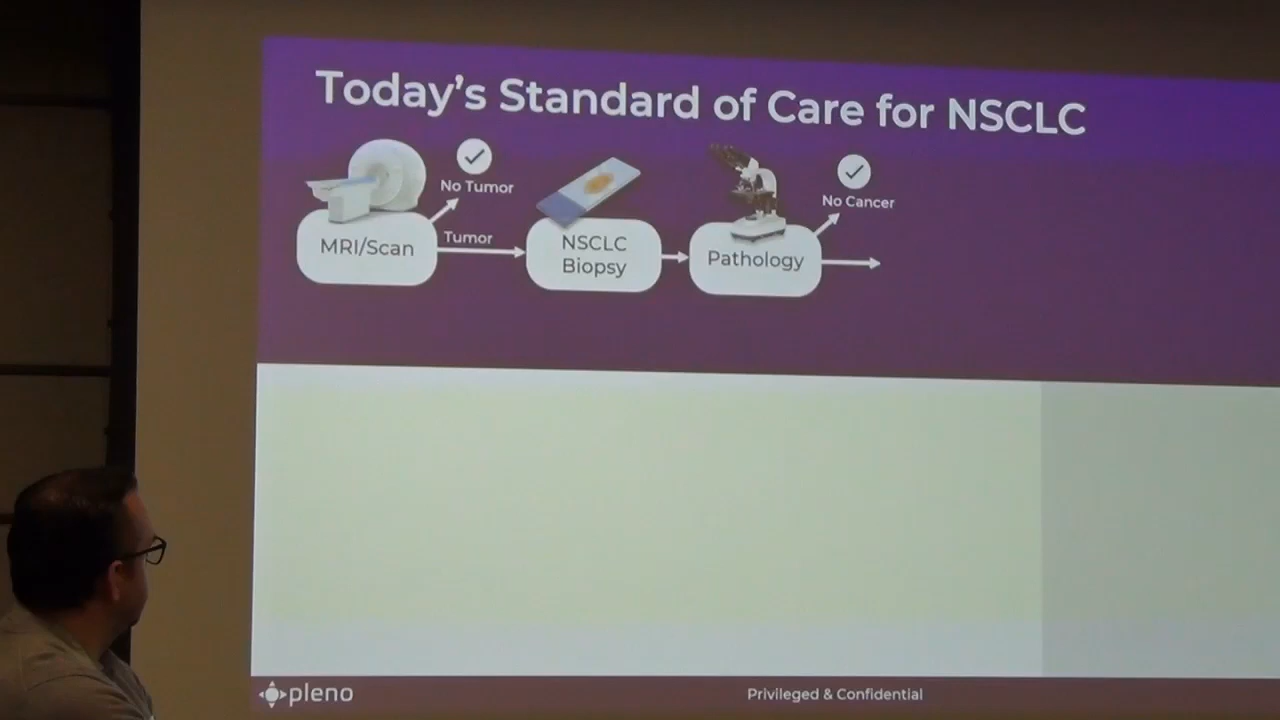 Today's Standard of Care for NSCLC
No Tumor
No Cancer
MRI/Scan
Tumor
NSCLC
Biopsy
Pathology
pleno
Privileged & Confidential